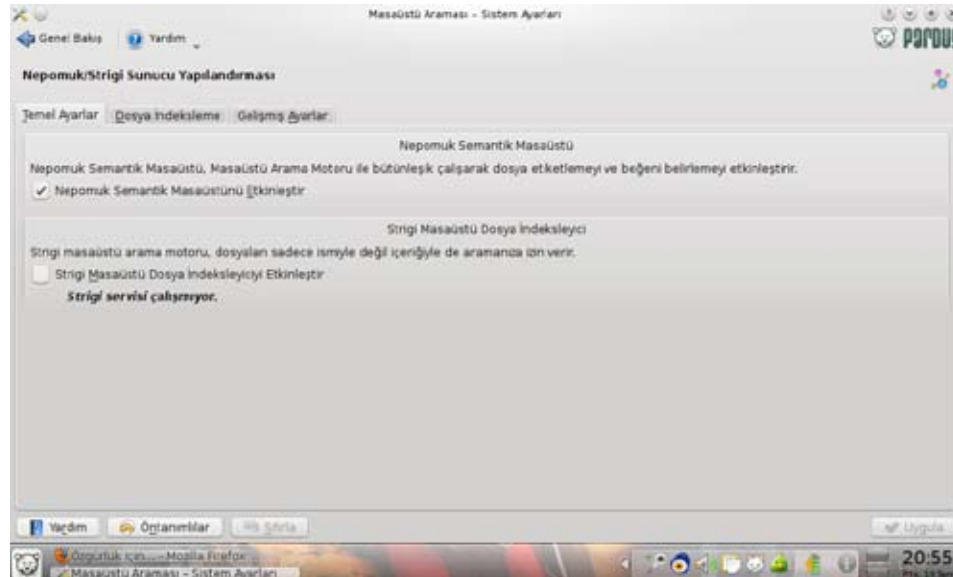 Masaüstü Araması - Sistem Ayarları
Genel Bakış Yardım
PARDUS
Nepomuk/Strigi Sunucu Yapılandırması
Temel Ayarlar Dosya İndeksleme Gelişmiş Ayarlar
Nepomuk Semantik Masaüstü
Nepomuk Semantik Masaüstü, Masaüstü Arama Motoru ile bütünleşik çalışarak dosya etiketlemeyi ve beğeni belirlemeyi etkinleştirir.
Nepomuk Semantik Masaüstünü Etkinleştir
Strigi Masaüstü Dosya İndeksleyici
Strigi masaüstü arama motoru, dosyaları sadece ismiyle değil içeriğiyle de aramanıza izin verir.
Strigi Masaüstü Dosya İndeksleyiciyi Etkinleştir
Strigi servisi çalışmıyor.
Yardım Öntanımlılar Sıfırla Uygula
Özgürlük için... - Mozilla Firefox
Masaüstü Araması - Sistem Ayarları
20:55